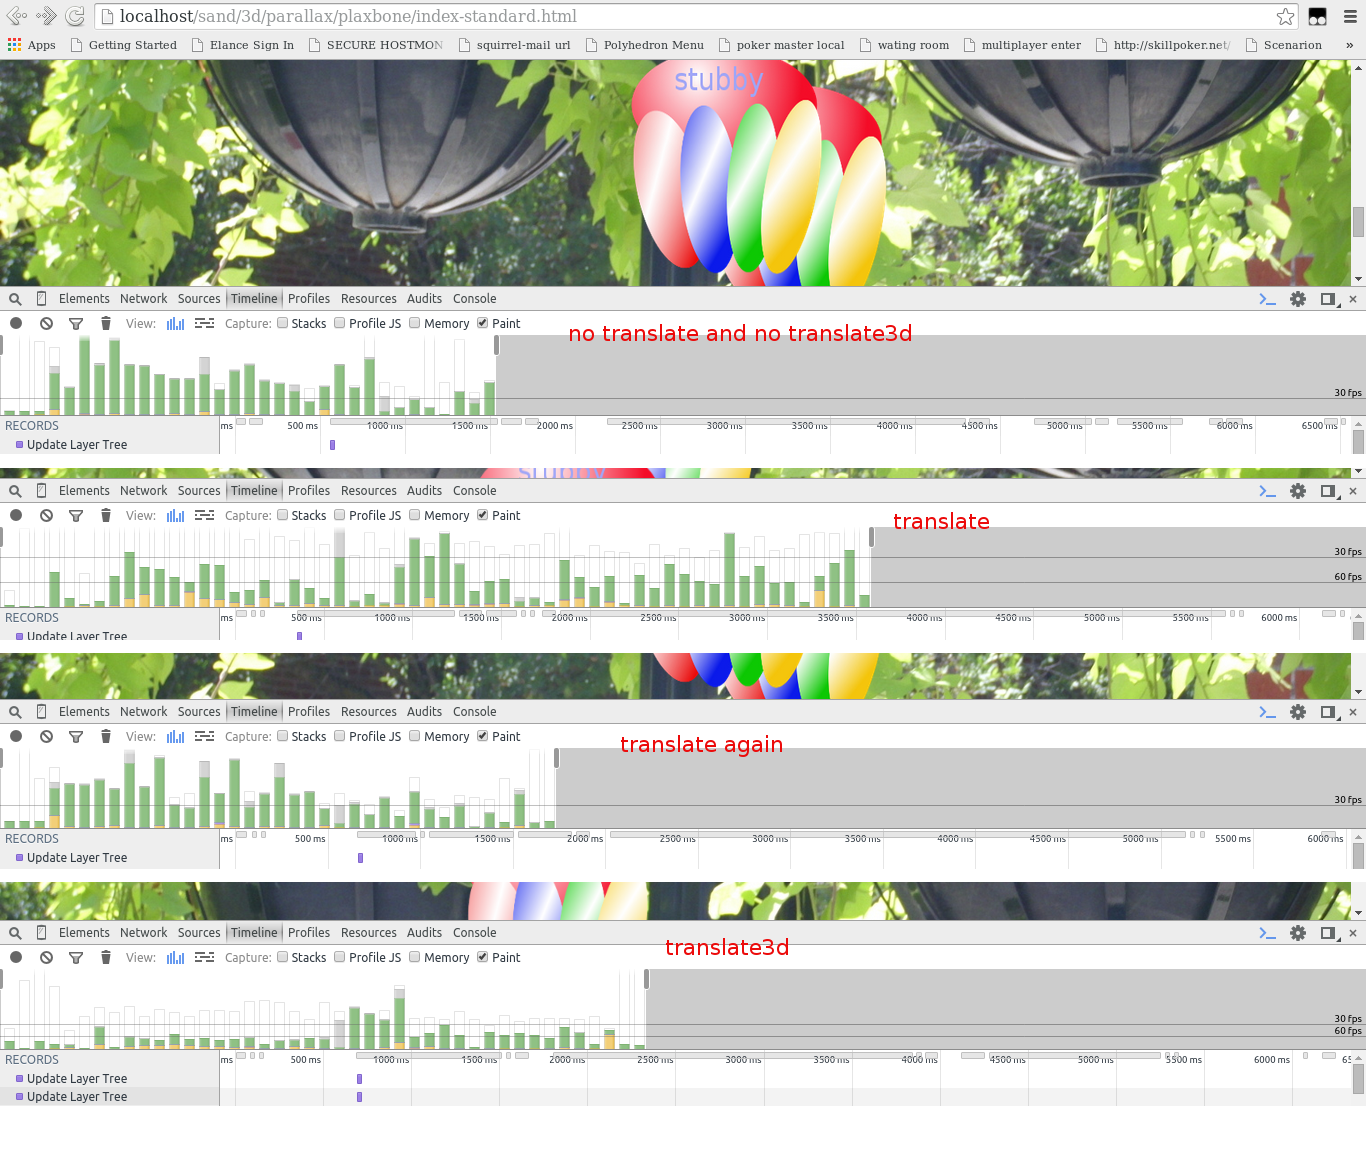 localhost/sand/3d/parallax/plaxbone/index-standard.html
Apps Getting Started Elance Sign In SECURE HOSTMON squirrel-mail url Polyhedron Menu poker master local wating room multiplayer enter http://skillpoker.net/ Scenarion »
stubby
Elements Network Sources Timeline Profiles Resources Audits Console
View: Capture: Stacks Profile JS Memory Paint
no translate and no translate3d
30 fps
RECORDS ms 500 ms 1000 ms 1500 ms 2000 ms 2500 ms 3000 ms 3500 ms 4000 ms 4500 ms 5000 ms 5500 ms 6000 ms 6500 ms
Update Layer Tree
stubby
Elements Network Sources Timeline Profiles Resources Audits Console
View: Capture: Stacks Profile JS Memory Paint
translate
30 fps
60 fps
RECORDS ms 500 ms 1000 ms 1500 ms 2000 ms 2500 ms 3000 ms 3500 ms 4000 ms 4500 ms 5000 ms 5500 ms 6000 ms
Update Layer Tree
Elements Network Sources Timeline Profiles Resources Audits Console
View: Capture: Stacks Profile JS Memory Paint
translate again
30 fps
RECORDS ms 500 ms 1000 ms 1500 ms 2000 ms 2500 ms 3000 ms 3500 ms 4000 ms 4500 ms 5000 ms 5500 ms 6000 ms
Update Layer Tree
Elements Network Sources Timeline Profiles Resources Audits Console
View: Capture: Stacks Profile JS Memory Paint
translate3d
30 fps
60 fps
RECORDS ms 500 ms 1000 ms 1500 ms 2000 ms 2500 ms 3000 ms 3500 ms 4000 ms 4500 ms 5000 ms 5500 ms 6000 ms 65
Update Layer Tree
Update Layer Tree